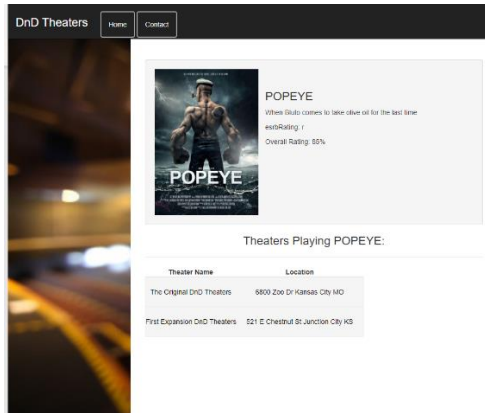 DnD Theaters
Home
Contact
POPEYE
When Bluto comes to take olive oil for the last time
esrbRating: r
Overall Rating: 55%
POPEYE
Theaters Playing POPEYE:
Theater Name Location
The Original DnD Theaters 6800 Zoo Dr Kansas City MO
First Expansion DnD Theaters 521 E Chestnut St Junction City KS